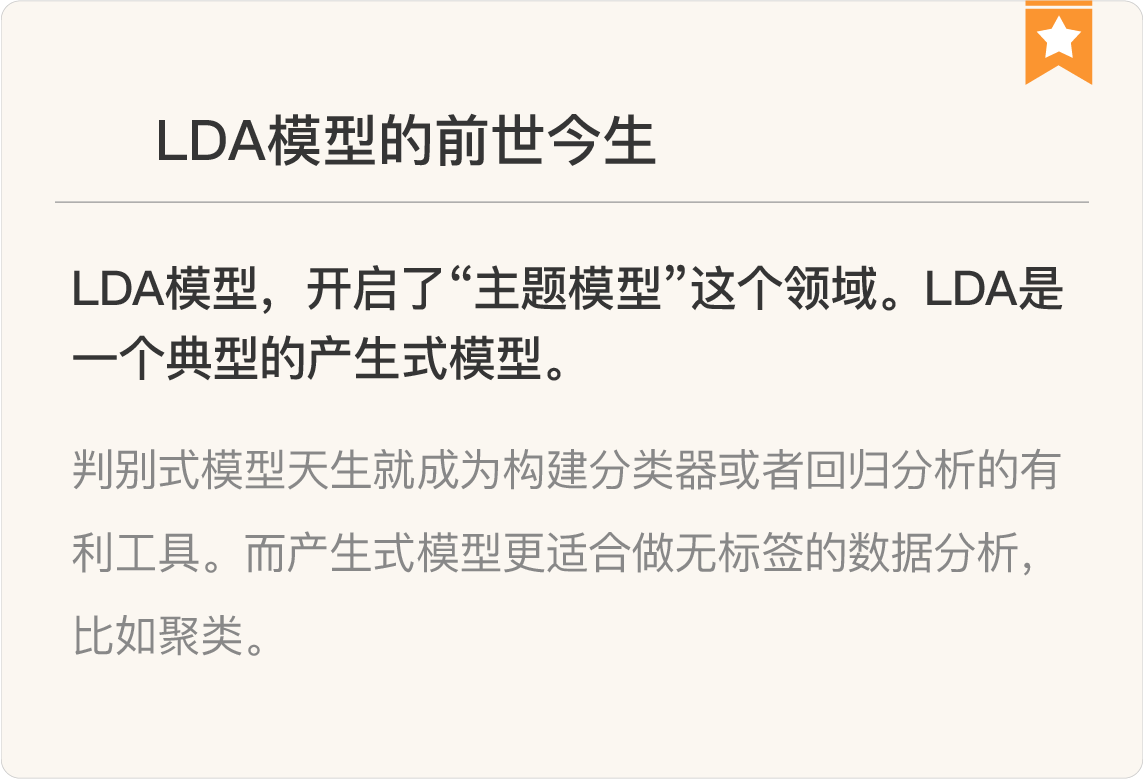 LDA模型的前世今生
LDA模型，开启了“主题模型”这个领域。LDA是
一个典型的产生式模型。
判别式模型天生就成为构建分类器或者回归分析的有
利工具。而产生式模型更适合做无标签的数据分析，
比如聚类。